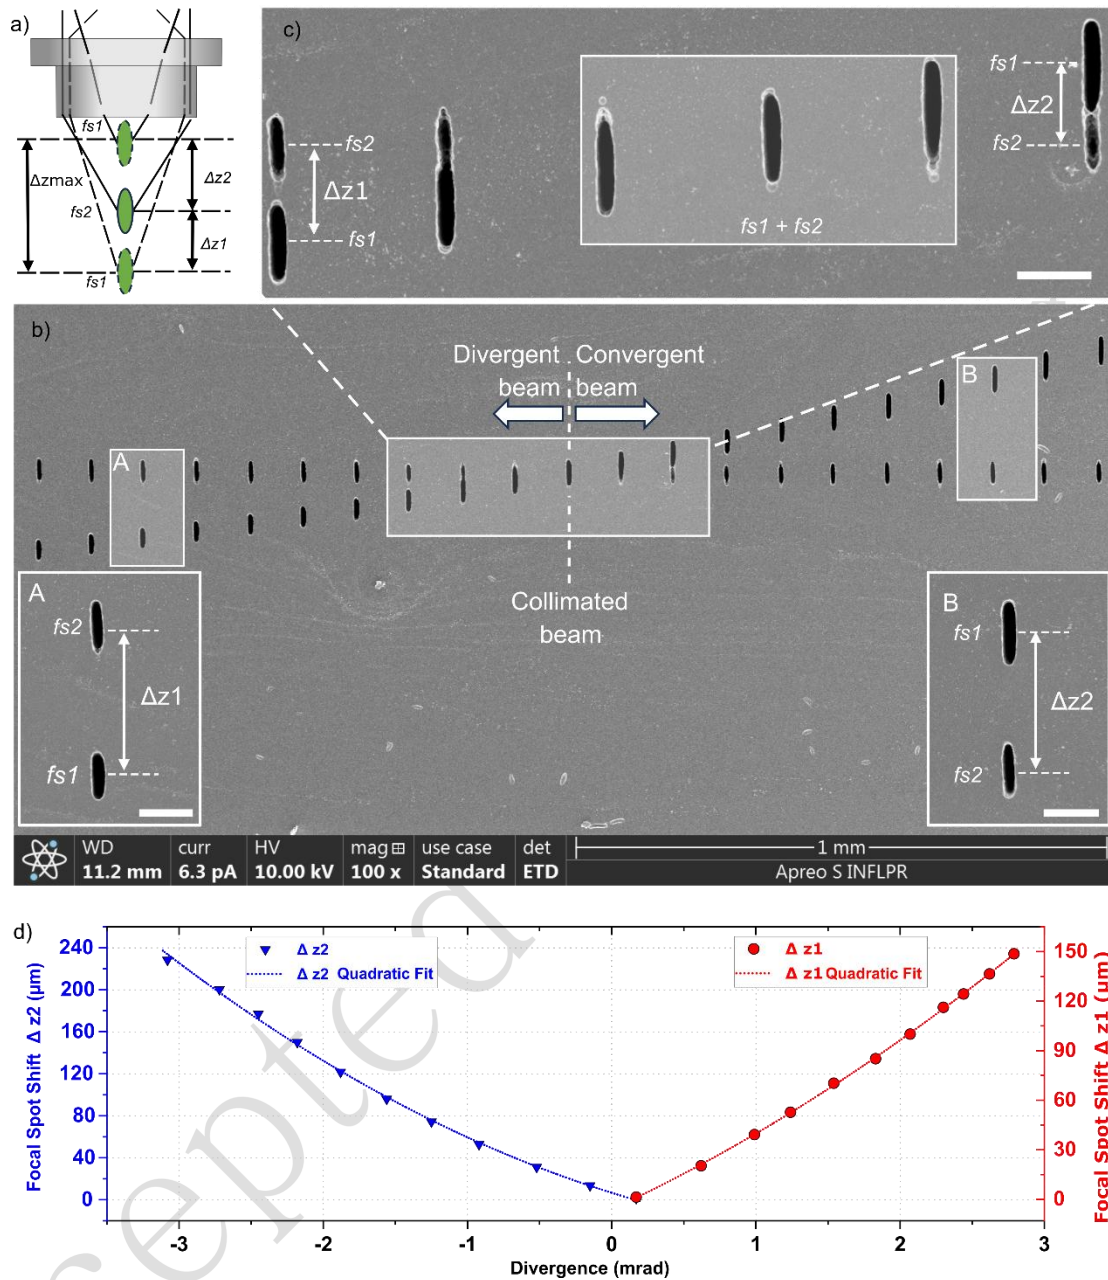 a)
fs1
Δzmax
Δz2
fs2
Δz1
fs1
c)
fs2
Δz1
fs1
fs1 + fs2
fs1
Δz2
fs2
b)
Divergent Convergent
beam beam
A
B
Collimated
beam
A
fs2
Δz1
fs1
B
fs1
Δz2
fs2
WD curr HV mag use case det
11.2 mm 6.3 pA 10.00 kV 100 x Standard ETD
1 mm
Apreo S INFLPR
d)
Focal Spot Shift Δ z2 (µm)
240
200
160
120
80
40
0
Δ z2
Δ z2 Quadratic Fit
Δ z1
Δ z1 Quadratic Fit
150
120
90
60
30
0
Focal Spot Shift Δ z1 (µm)
-3 -2 -1 0 1 2 3
Divergence (mrad)